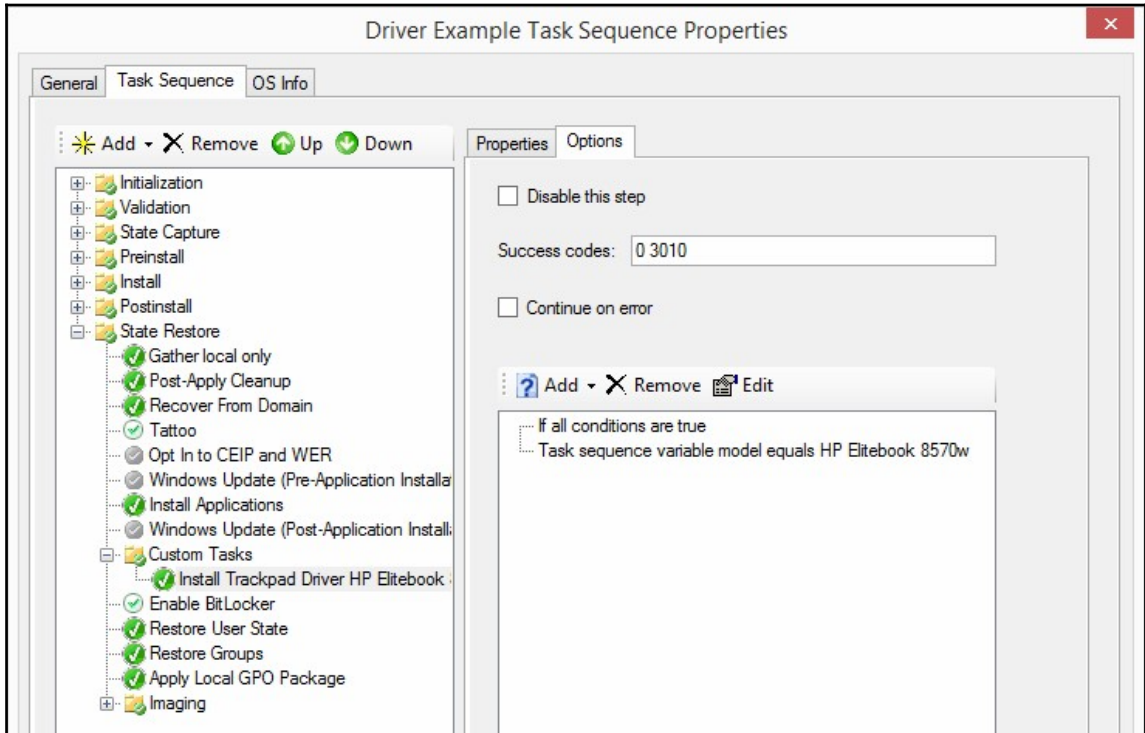 Driver Example Task Sequence Properties
General Task Sequence OS Info
Add Remove Up Down
Initialization
Validation
State Capture
Preinstall
Install
Postinstall
State Restore
Gather local only
Post-Apply Cleanup
Recover From Domain
Tattoo
Opt In to CEIP and WER
Windows Update (Pre-Application Installa
Install Applications
Windows Update (Post-Application Install
Custom Tasks
Install Trackpad Driver HP Elitebook
Enable BitLocker
Restore User State
Restore Groups
Apply Local GPO Package
Imaging
Properties Options
Disable this step
Success codes: 0 3010
Continue on error
Add Remove Edit
If all conditions are true
Task sequence variable model equals HP Elitebook 8570w